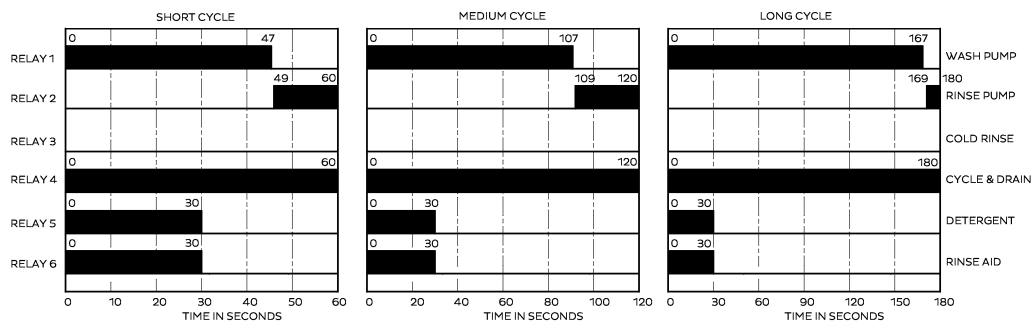 SHORT CYCLE MEDIUM CYCLE LONG CYCLE
0 47 0 107 0 167
RELAY 1 WASH PUMP
49 60 109 120 169 180
RELAY 2 RINSE PUMP
RELAY 3 COLD RINSE
0 60 0 120 0 180
RELAY 4 CYCLE & DRAIN
0 30 0 30 0 30
RELAY 5 DETERGENT
0 30 0 30 0 30
RELAY 6 RINSE AID
0 10 20 30 40 50 60 0 20 40 60 80 100 120 0 30 60 90 120 150 180
TIME IN SECONDS TIME IN SECONDS TIME IN SECONDS